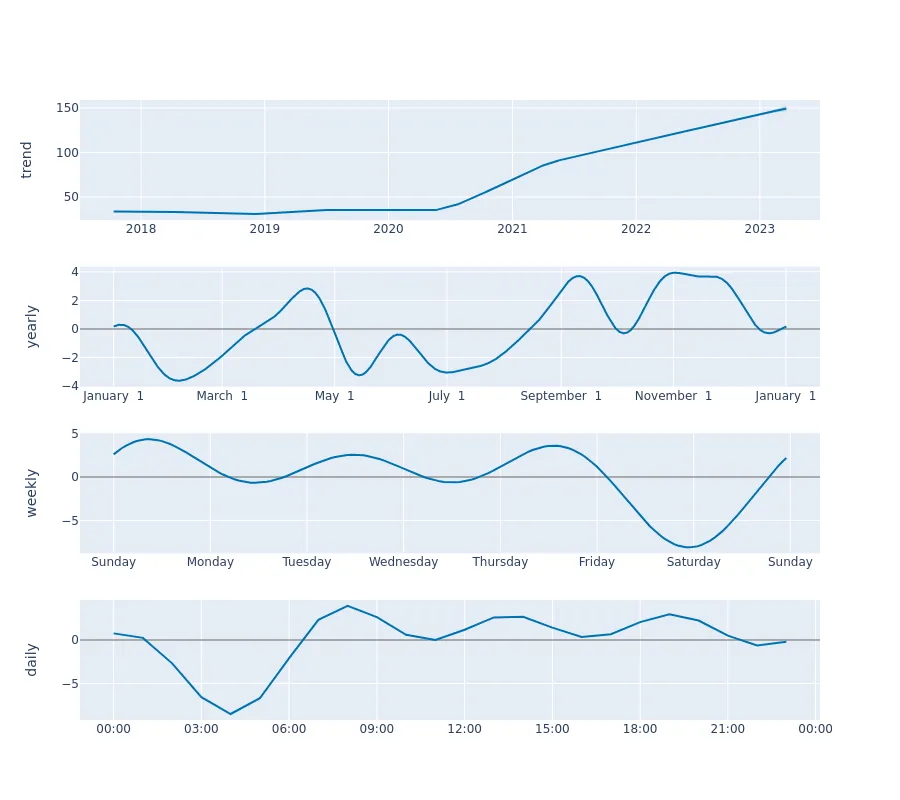 trend
150
100
50
2018 2019 2020 2021 2022 2023
yearly
4
2
0
−2
−4
January 1 March 1 May 1 July 1 September 1 November 1 January 1
weekly
5
0
−5
Sunday Monday Tuesday Wednesday Thursday Friday Saturday Sunday
daily
0
−5
00:00 03:00 06:00 09:00 12:00 15:00 18:00 21:00 00:00